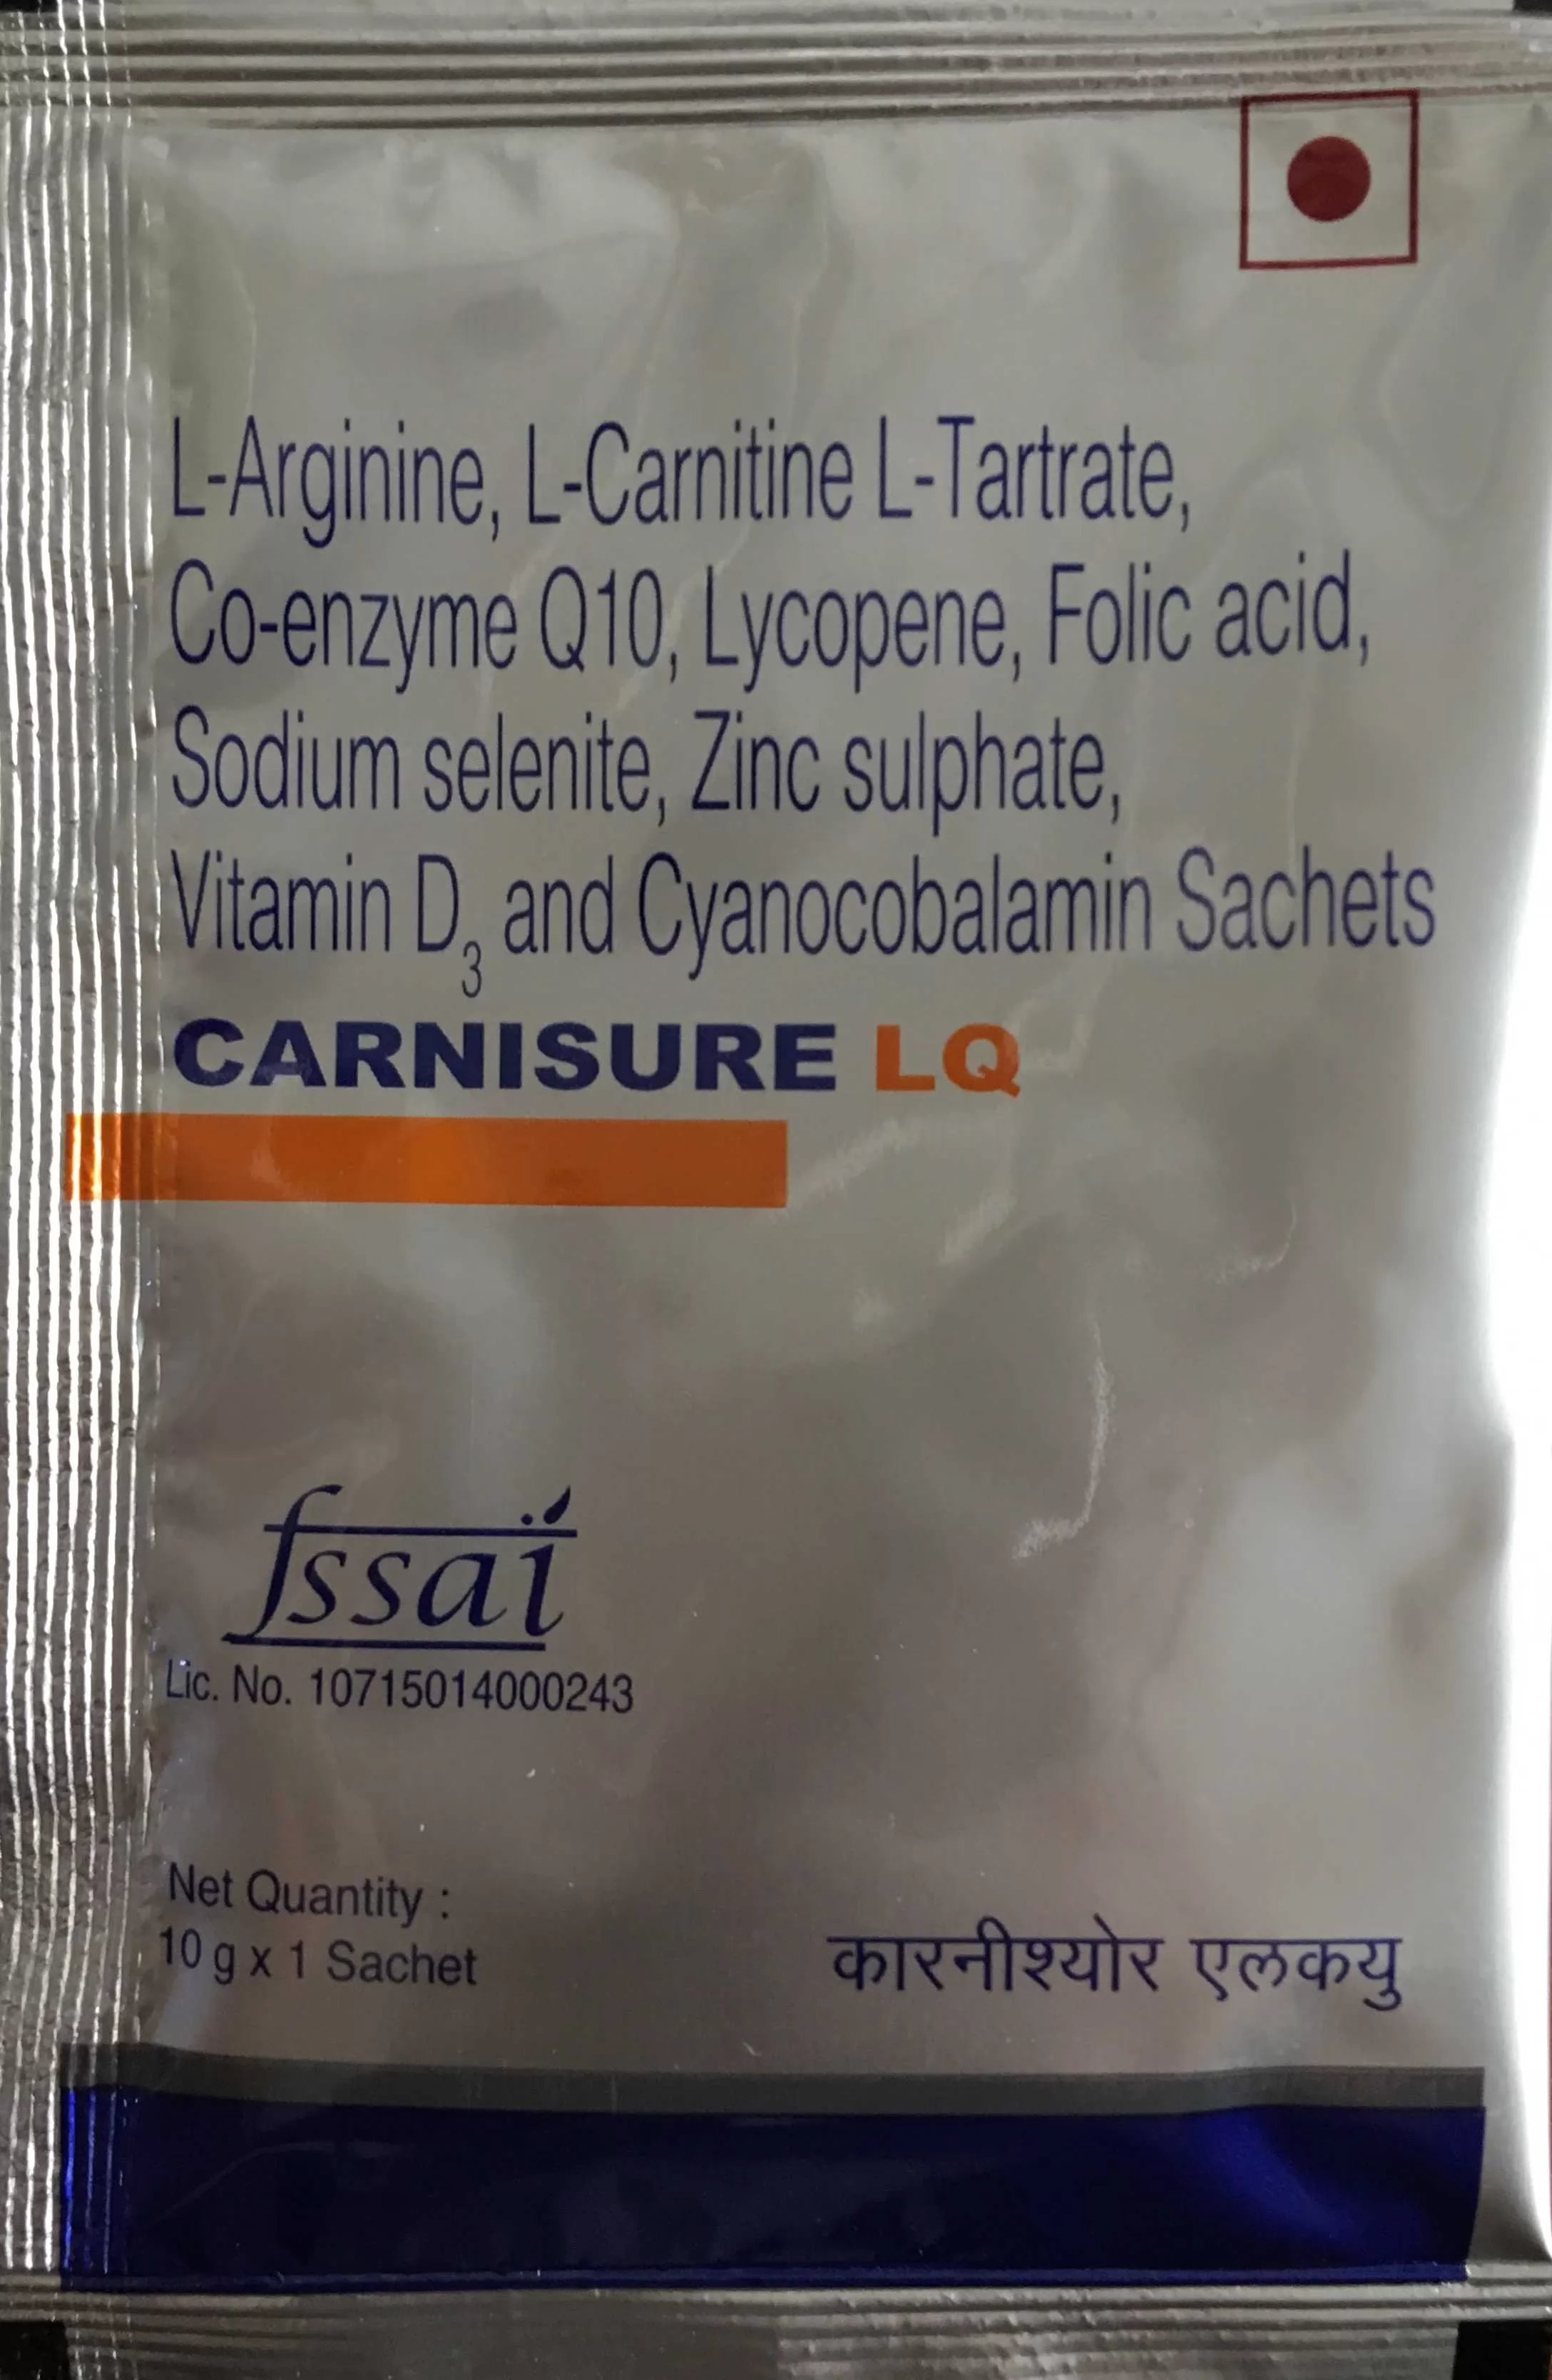 L-Arginine, L-Carnitine L-Tartrate,
Co-enzyme Q10, Lycopene, Folic acid,
Sodium selenite, Zinc sulphate,
Vitamin D₃ and Cyanocobalamin Sachets
CARNISURE LQ
fssai
Lic. No. 10715014000243
Net Quantity :
10 g x 1 Sachet
कारनीश्योर एलकयु